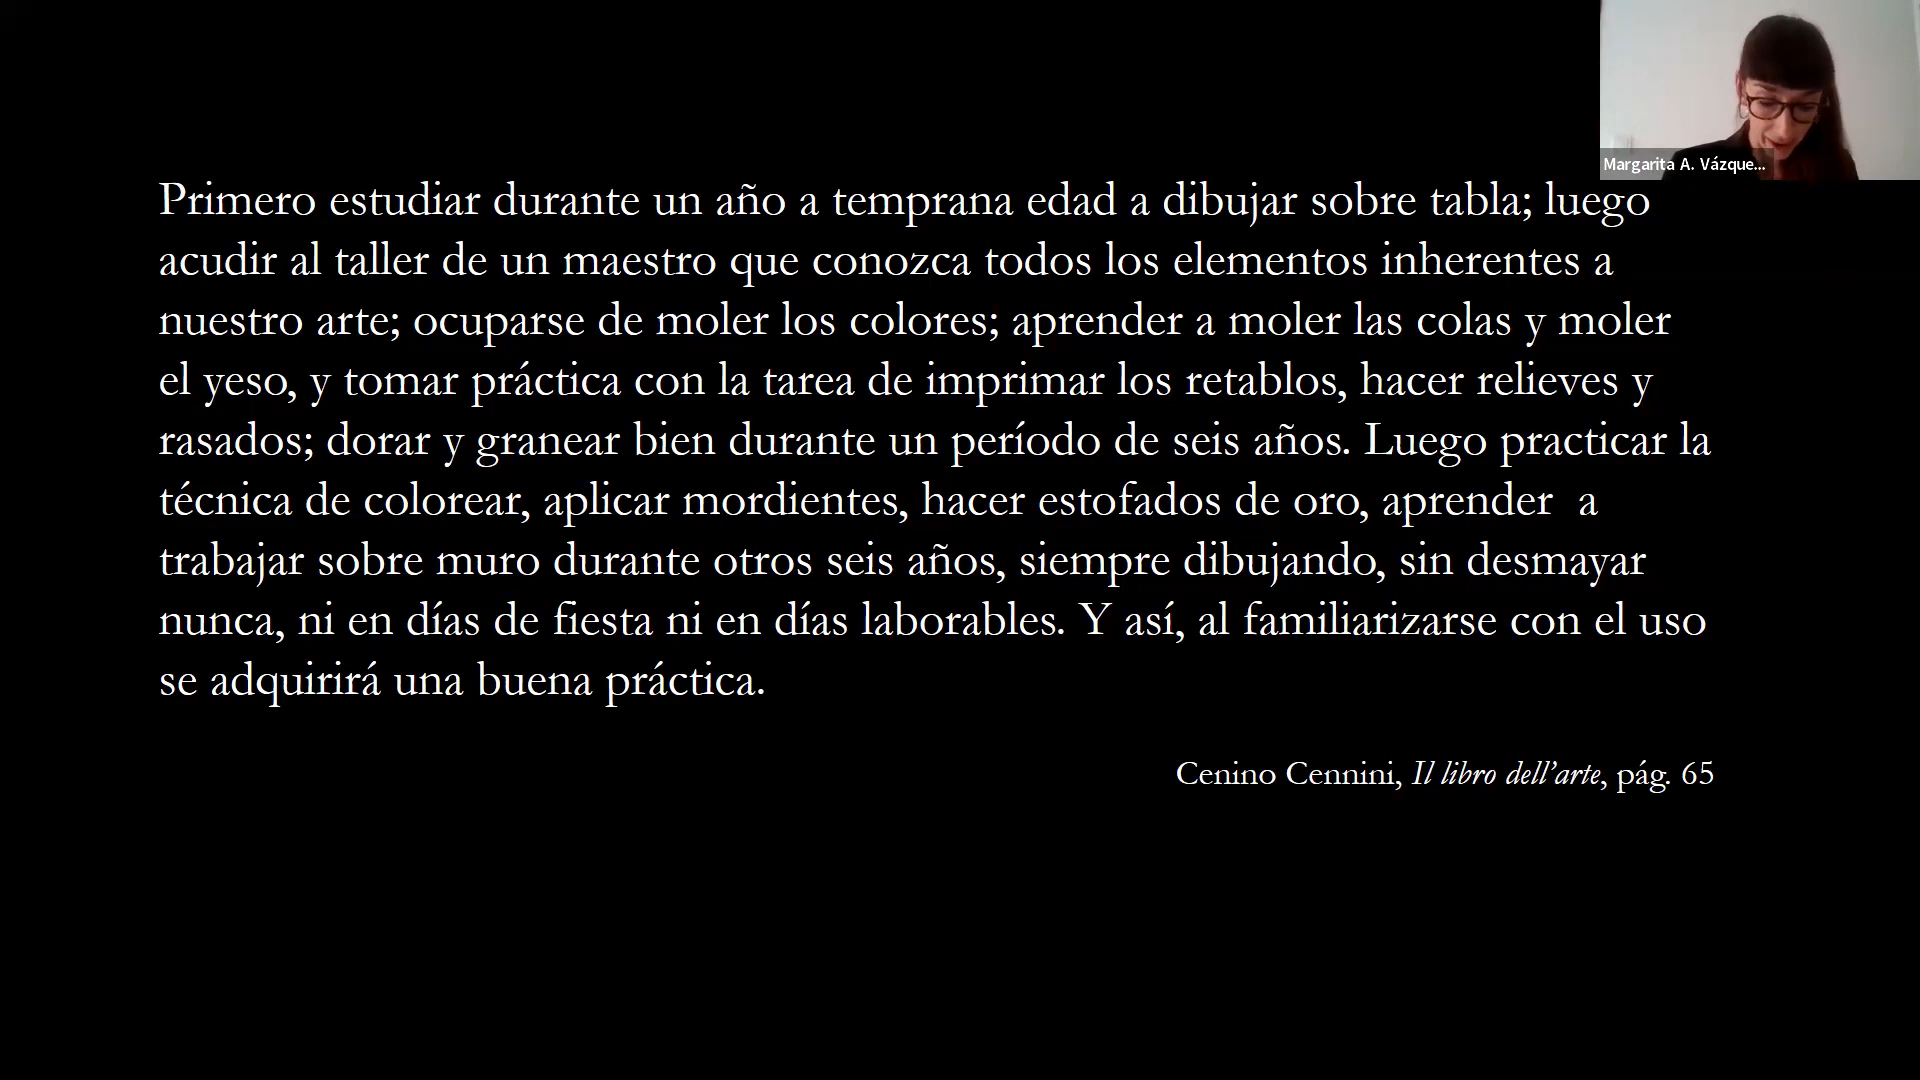 Margarita A. Vázque...
Primero estudiar durante un año a temprana edad a dibujar sobre tabla; luego
acudir al taller de un maestro que conozca todos los elementos inherentes a
nuestro arte; ocuparse de moler los colores; aprender a moler las colas y moler
el yeso, y tomar práctica con la tarea de imprimar los retablos, hacer relieves y
rasados; dorar y granear bien durante un período de seis años. Luego practicar la
técnica de colorear, aplicar mordientes, hacer estofados de oro, aprender  a
trabajar sobre muro durante otros seis años, siempre dibujando, sin desmayar
nunca, ni en días de fiesta ni en días laborables. Y así, al familiarizarse con el uso
se adquirirá una buena práctica.
Cenino Cennini, Il libro dell’arte, pág. 65